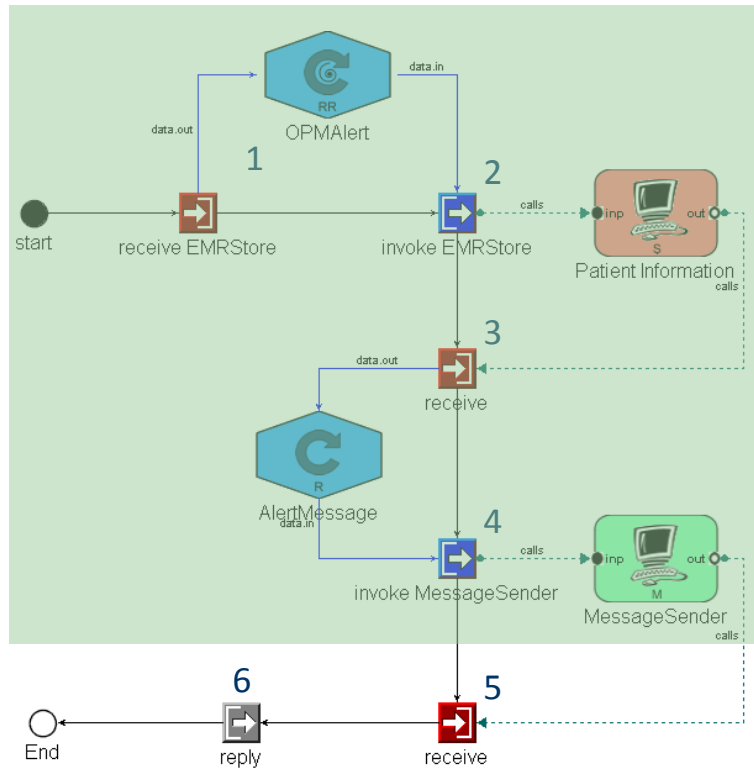 data.in
RR
OPMAlert
data.out
1
2
calls
inp
out
start
receive EMRStore
invoke EMRStore
S
Patient Information
calls
3
data.out
receive
R
AlertMessage
data.in
4
calls
inp
out
invoke MessageSender
M
MessageSender
calls
6
5
End
reply
receive